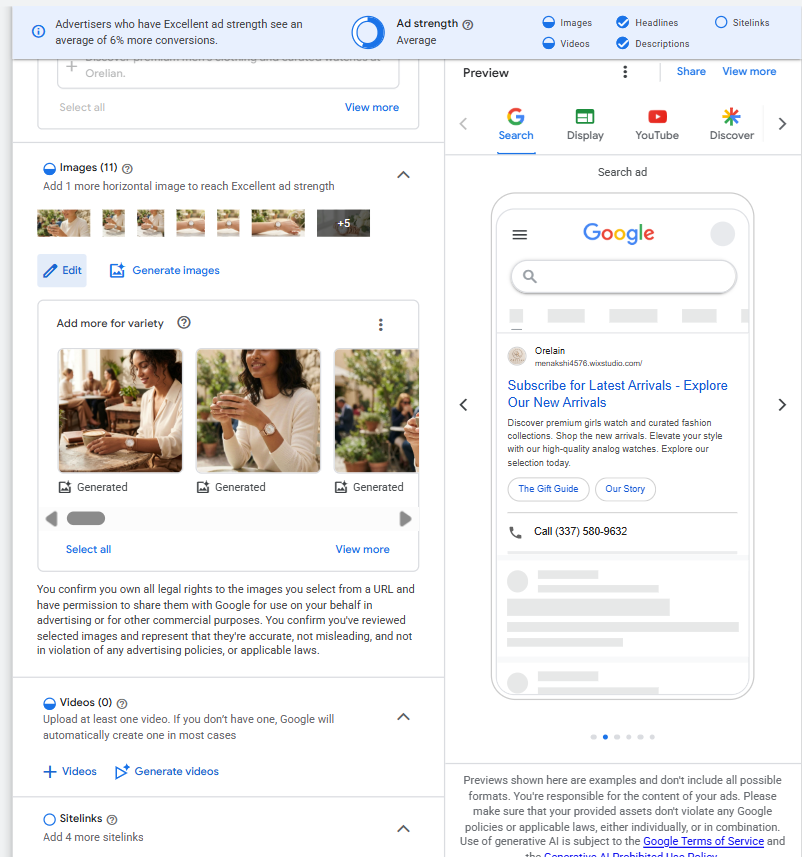 Advertisers who have Excellent ad strength see an
average of 6% more conversions.
Ad strength
Average
Images
Headlines
Sitelinks
Videos
Descriptions
Discover premium men's clothing and curated watches at
Orelian.
Select all
View more
Images (11)
Add 1 more horizontal image to reach Excellent ad strength
+5
Edit
Generate images
Add more for variety
Generated
Generated
Generated
Select all
View more
You confirm you own all legal rights to the images you select from a URL and
have permission to share them with Google for use on your behalf in
advertising or for other commercial purposes. You confirm you've reviewed
selected images and represent that they're accurate, not misleading, and not
in violation of any advertising policies, or applicable laws.
Videos (0)
Upload at least one video. If you don't have one, Google will
automatically create one in most cases
Videos
Generate videos
Sitelinks
Add 4 more sitelinks
Preview
Share
View more
Search
Display
YouTube
Discover
Search ad
Google
Orelain
menakshi4576.wixstudio.com/
Subscribe for Latest Arrivals - Explore
Our New Arrivals
Discover premium girls watch and curated fashion
collections. Shop the new arrivals. Elevate your style
with our high-quality analog watches. Explore our
selection today.
The Gift Guide
Our Story
Call (337) 580-9632
Previews shown here are examples and don't include all possible
formats. You're responsible for the content of your ads. Please
make sure that your provided assets don't violate any Google
policies or applicable laws, either individually, or in combination.
Use of generative AI is subject to the Google Terms of Service and
the Generative AI Prohibited Use Policy